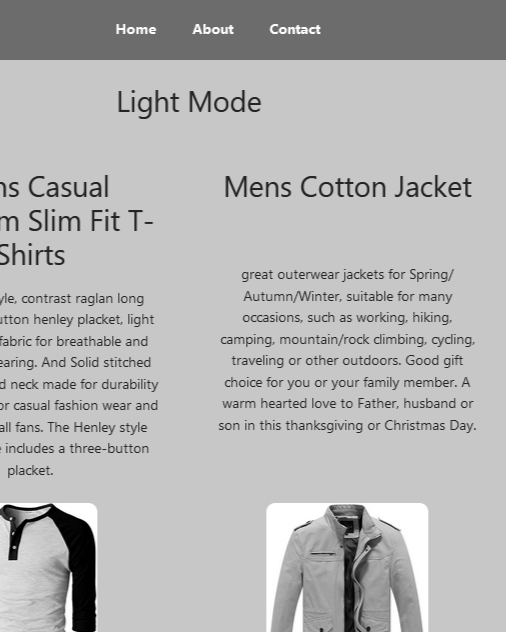 Home About Contact
Light Mode
ns Casual
m Slim Fit T-
Shirts
yle, contrast raglan long
utton henley placket, light
fabric for breathable and
earing. And Solid stitched
d neck made for durability
or casual fashion wear and
all fans. The Henley style
includes a three-button
placket.
Mens Cotton Jacket
great outerwear jackets for Spring/
Autumn/Winter, suitable for many
occasions, such as working, hiking,
camping, mountain/rock climbing, cycling,
traveling or other outdoors. Good gift
choice for you or your family member. A
warm hearted love to Father, husband or
son in this thanksgiving or Christmas Day.